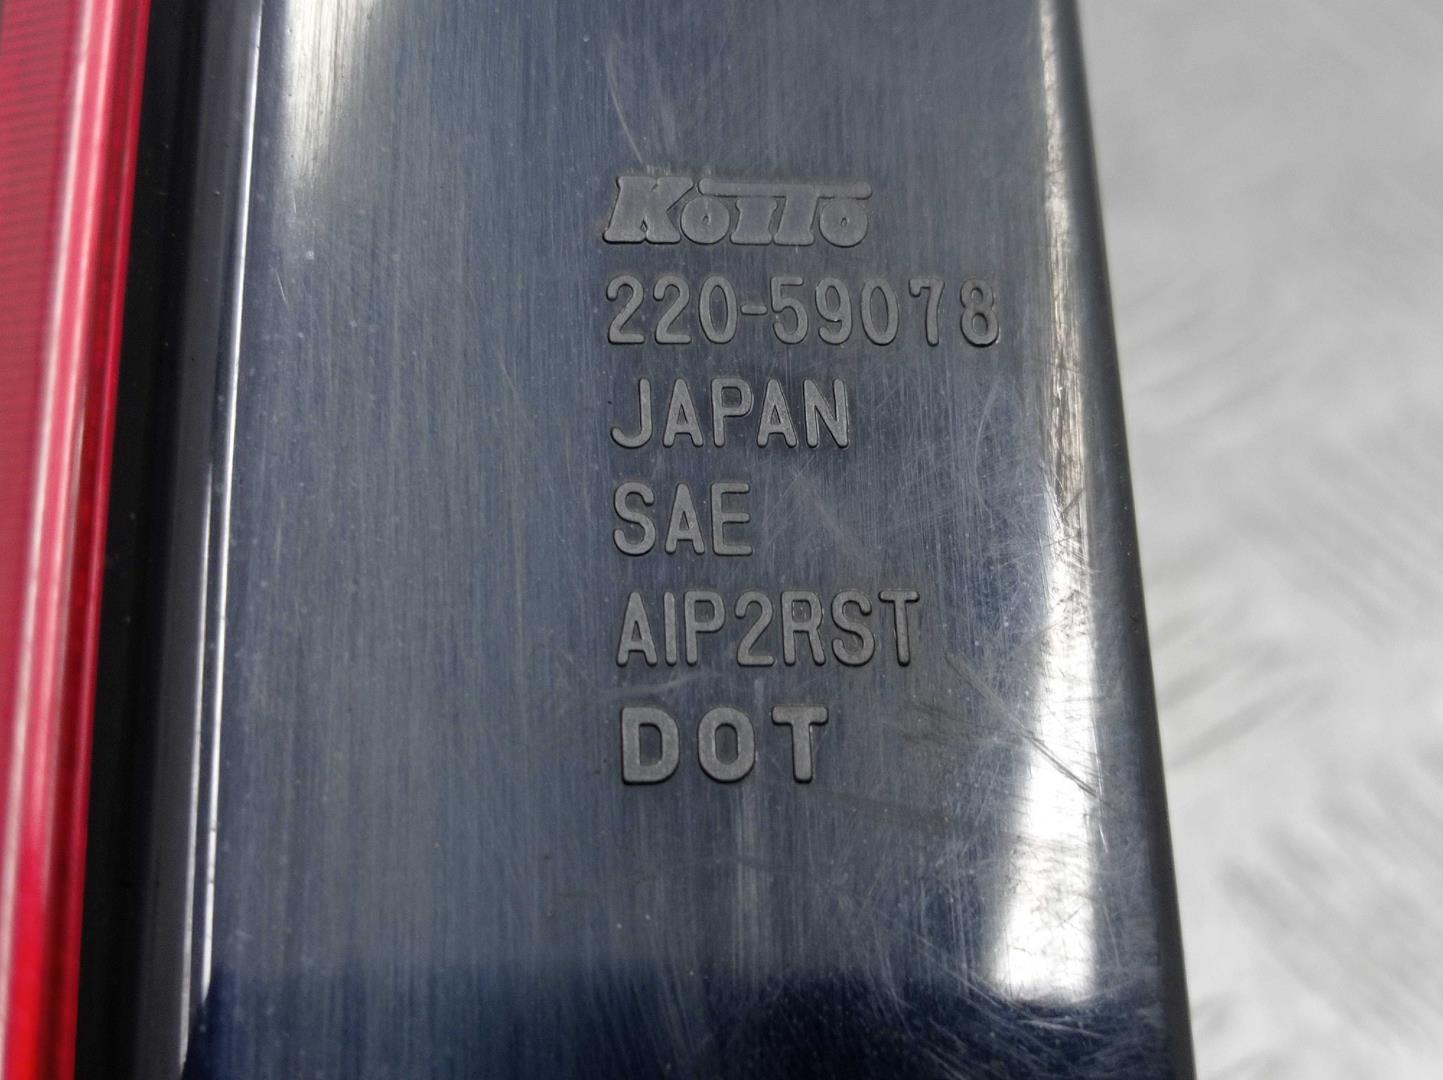 KOITO
220-59078
JAPAN
SAE
AIP2RST
DOT